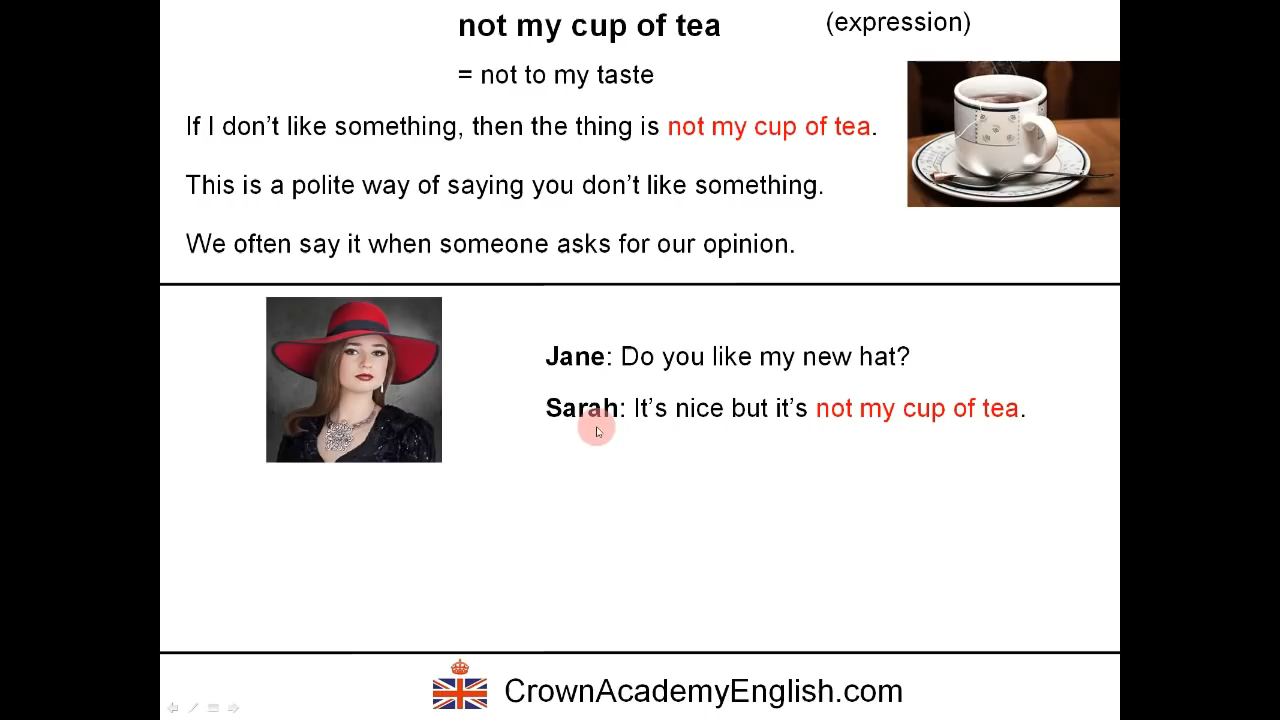 not my cup of tea (expression)
= not to my taste
If I don’t like something, then the thing is not my cup of tea.
This is a polite way of saying you don’t like something.
We often say it when someone asks for our opinion.
Jane: Do you like my new hat?
Sarah: It’s nice but it’s not my cup of tea.
CrownAcademyEnglish.com